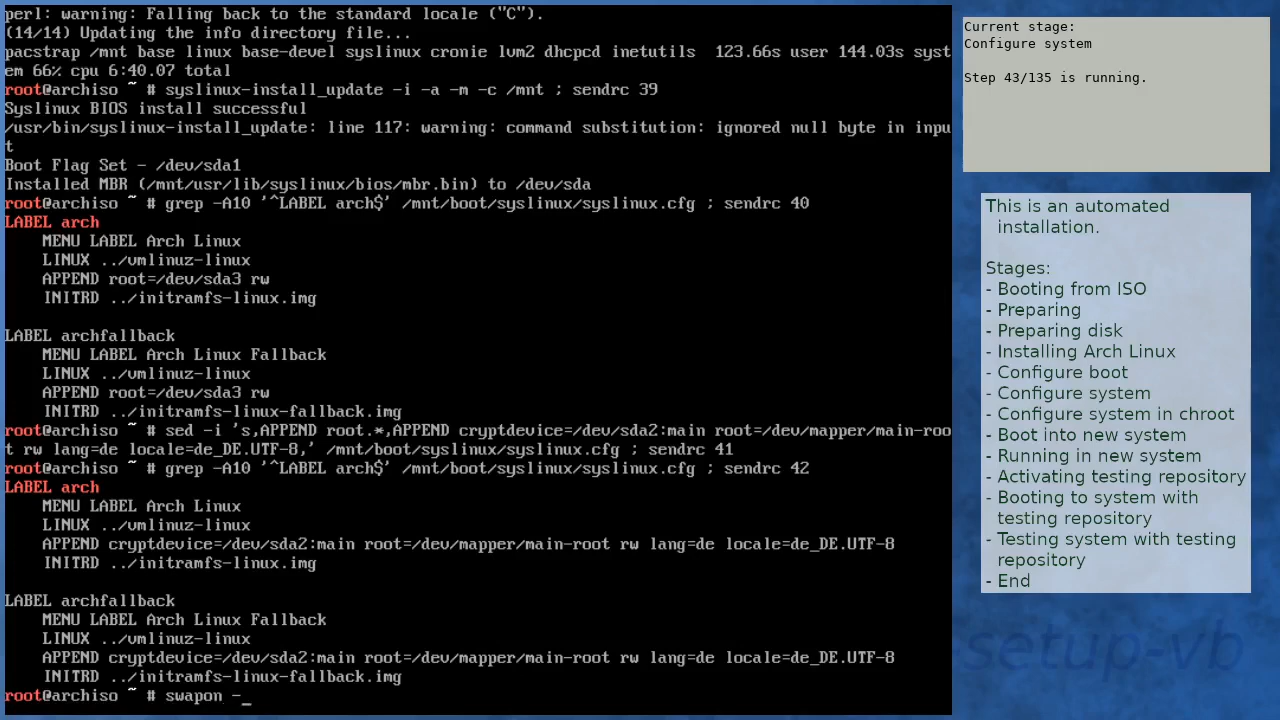 perl: warning: Falling back to the standard locale ("C").
(14/14) Updating the info directory file...
pacstrap /mnt base linux base-devel syslinux cronie lvm2 dhcpcd inetutils  123.66s user 144.03s syst
em 66% cpu 6:40.07 total
root@archiso ~ # syslinux-install_update -i -a -m -c /mnt ; sendrc 39
Syslinux BIOS install successful
/usr/bin/syslinux-install_update: line 117: warning: command substitution: ignored null byte in inpu
t
Boot Flag Set - /dev/sda1
Installed MBR (/mnt/usr/lib/syslinux/bios/mbr.bin) to /dev/sda
root@archiso ~ # grep -A10 '^LABEL arch$' /mnt/boot/syslinux/syslinux.cfg ; sendrc 40
LABEL arch
    MENU LABEL Arch Linux
    LINUX ../vmlinuz-linux
    APPEND root=/dev/sda3 rw
    INITRD ../initramfs-linux.img

LABEL archfallback
    MENU LABEL Arch Linux Fallback
    LINUX ../vmlinuz-linux
    APPEND root=/dev/sda3 rw
    INITRD ../initramfs-linux-fallback.img
root@archiso ~ # sed -i 's,APPEND root.*,APPEND cryptdevice=/dev/sda2:main root=/dev/mapper/main-roo
t rw lang=de locale=de_DE.UTF-8,' /mnt/boot/syslinux/syslinux.cfg ; sendrc 41
root@archiso ~ # grep -A10 '^LABEL arch$' /mnt/boot/syslinux/syslinux.cfg ; sendrc 42
LABEL arch
    MENU LABEL Arch Linux
    LINUX ../vmlinuz-linux
    APPEND cryptdevice=/dev/sda2:main root=/dev/mapper/main-root rw lang=de locale=de_DE.UTF-8
    INITRD ../initramfs-linux.img

LABEL archfallback
    MENU LABEL Arch Linux Fallback
    LINUX ../vmlinuz-linux
    APPEND cryptdevice=/dev/sda2:main root=/dev/mapper/main-root rw lang=de locale=de_DE.UTF-8
    INITRD ../initramfs-linux-fallback.img
root@archiso ~ # swapon -_
Current stage:
Configure system

Step 43/135 is running.
This is an automated
installation.

Stages:
- Booting from ISO
- Preparing
- Preparing disk
- Installing Arch Linux
- Configure boot
- Configure system
- Configure system in chroot
- Boot into new system
- Running in new system
- Activating testing repository
- Booting to system with
testing repository
- Testing system with testing
repository
- End
-setup-vb